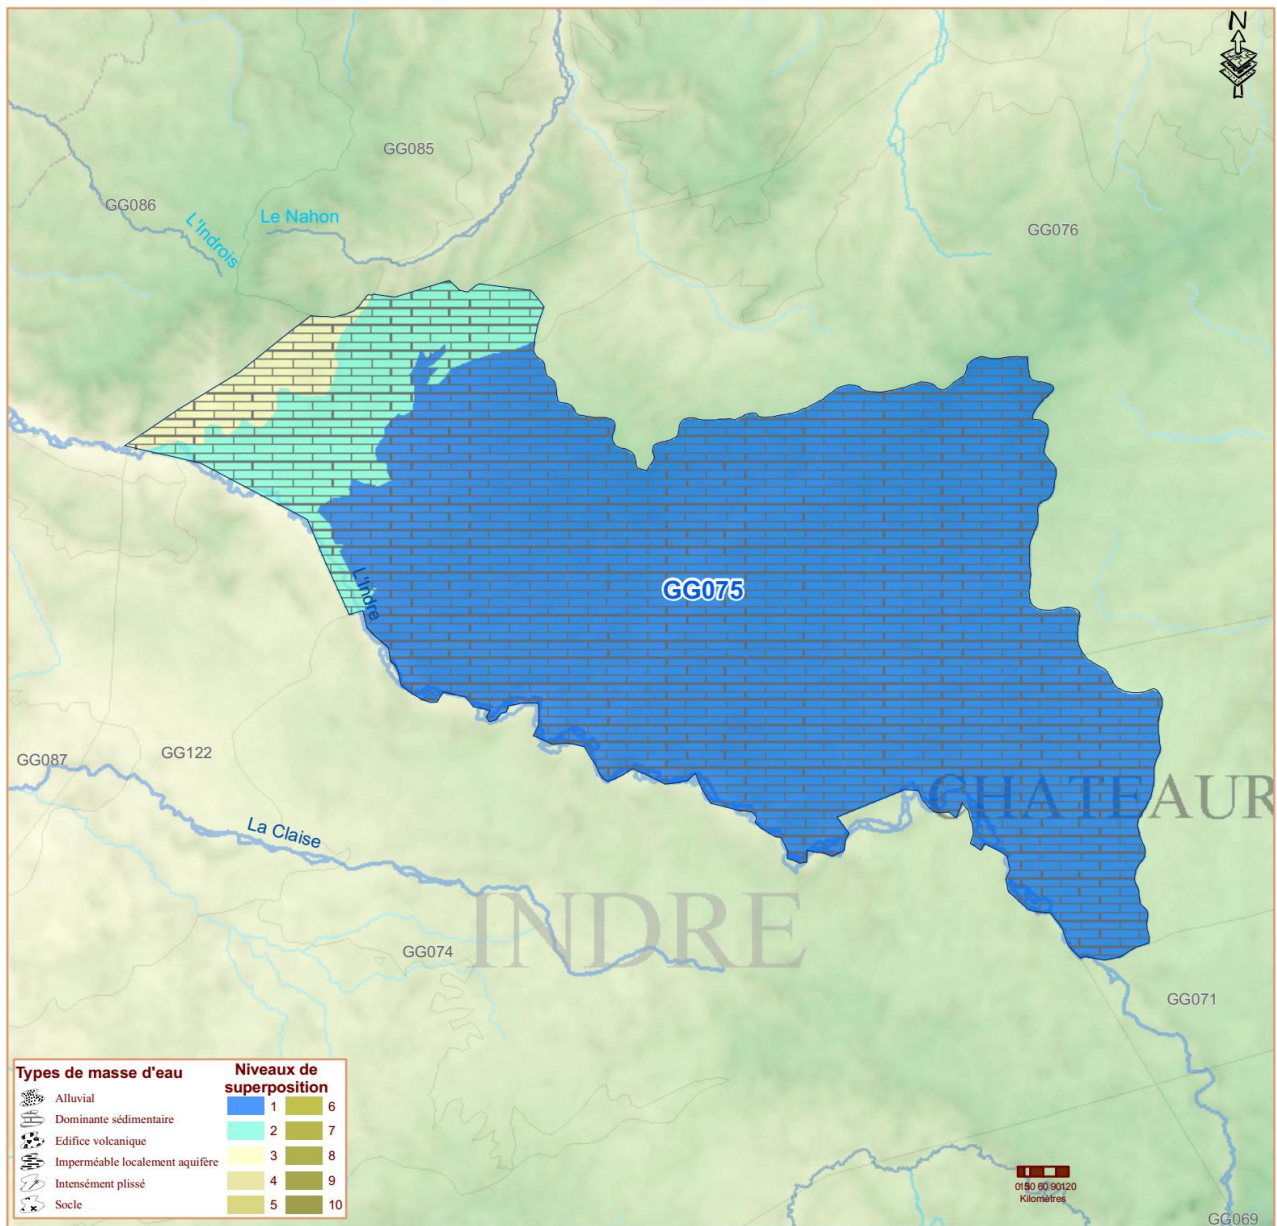 N
GG085
GG086
L'Indrois
Le Nahon
GG076
GG075
L'Indre
GG087
GG122
CHATEAUR
La Claise
INDRE
GG074
GG071
Types de masse d'eau
Alluvial
Dominante sédimentaire
Edifice volcanique
Imperméable localement aquifère
Intensément plissé
Socle
Niveaux de
superposition
1 6
2 7
3 8
4 9
5 10
Kilomètres
GG069